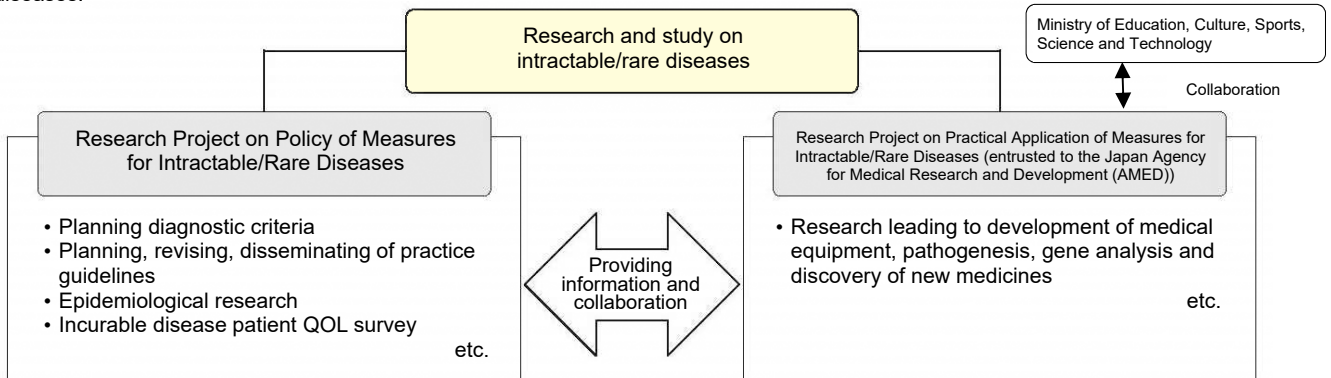 diseases.
Research and study on
intractable/rare diseases
Ministry of Education, Culture, Sports,
Science and Technology
Collaboration
Research Project on Policy of Measures
for Intractable/Rare Diseases
Research Project on Practical Application of Measures for
Intractable/Rare Diseases (entrusted to the Japan Agency
for Medical Research and Development (AMED))
• Planning diagnostic criteria
• Planning, revising, disseminating of practice
guidelines
• Epidemiological research
• Incurable disease patient QOL survey
etc.
Providing
information and
collaboration
• Research leading to development of medical
equipment, pathogenesis, gene analysis and
discovery of new medicines
etc.